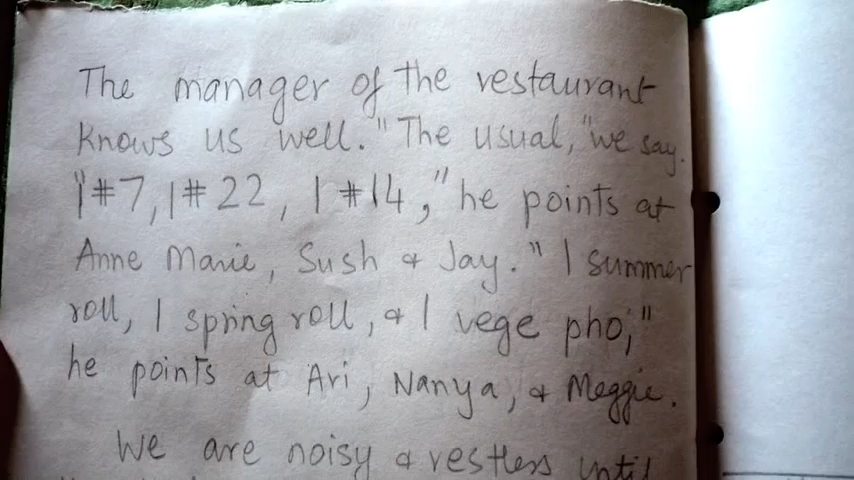 The manager of the restaurant
knows us well. "The usual," we say.
"1 #7, 1 #22, 1 #14," he points at
Anne Marie, Sush & Jay. "1 summer
roll, 1 spring roll, & 1 vege pho,"
he points at Ari, Nanya, & Meggie.
We are noisy & restless until